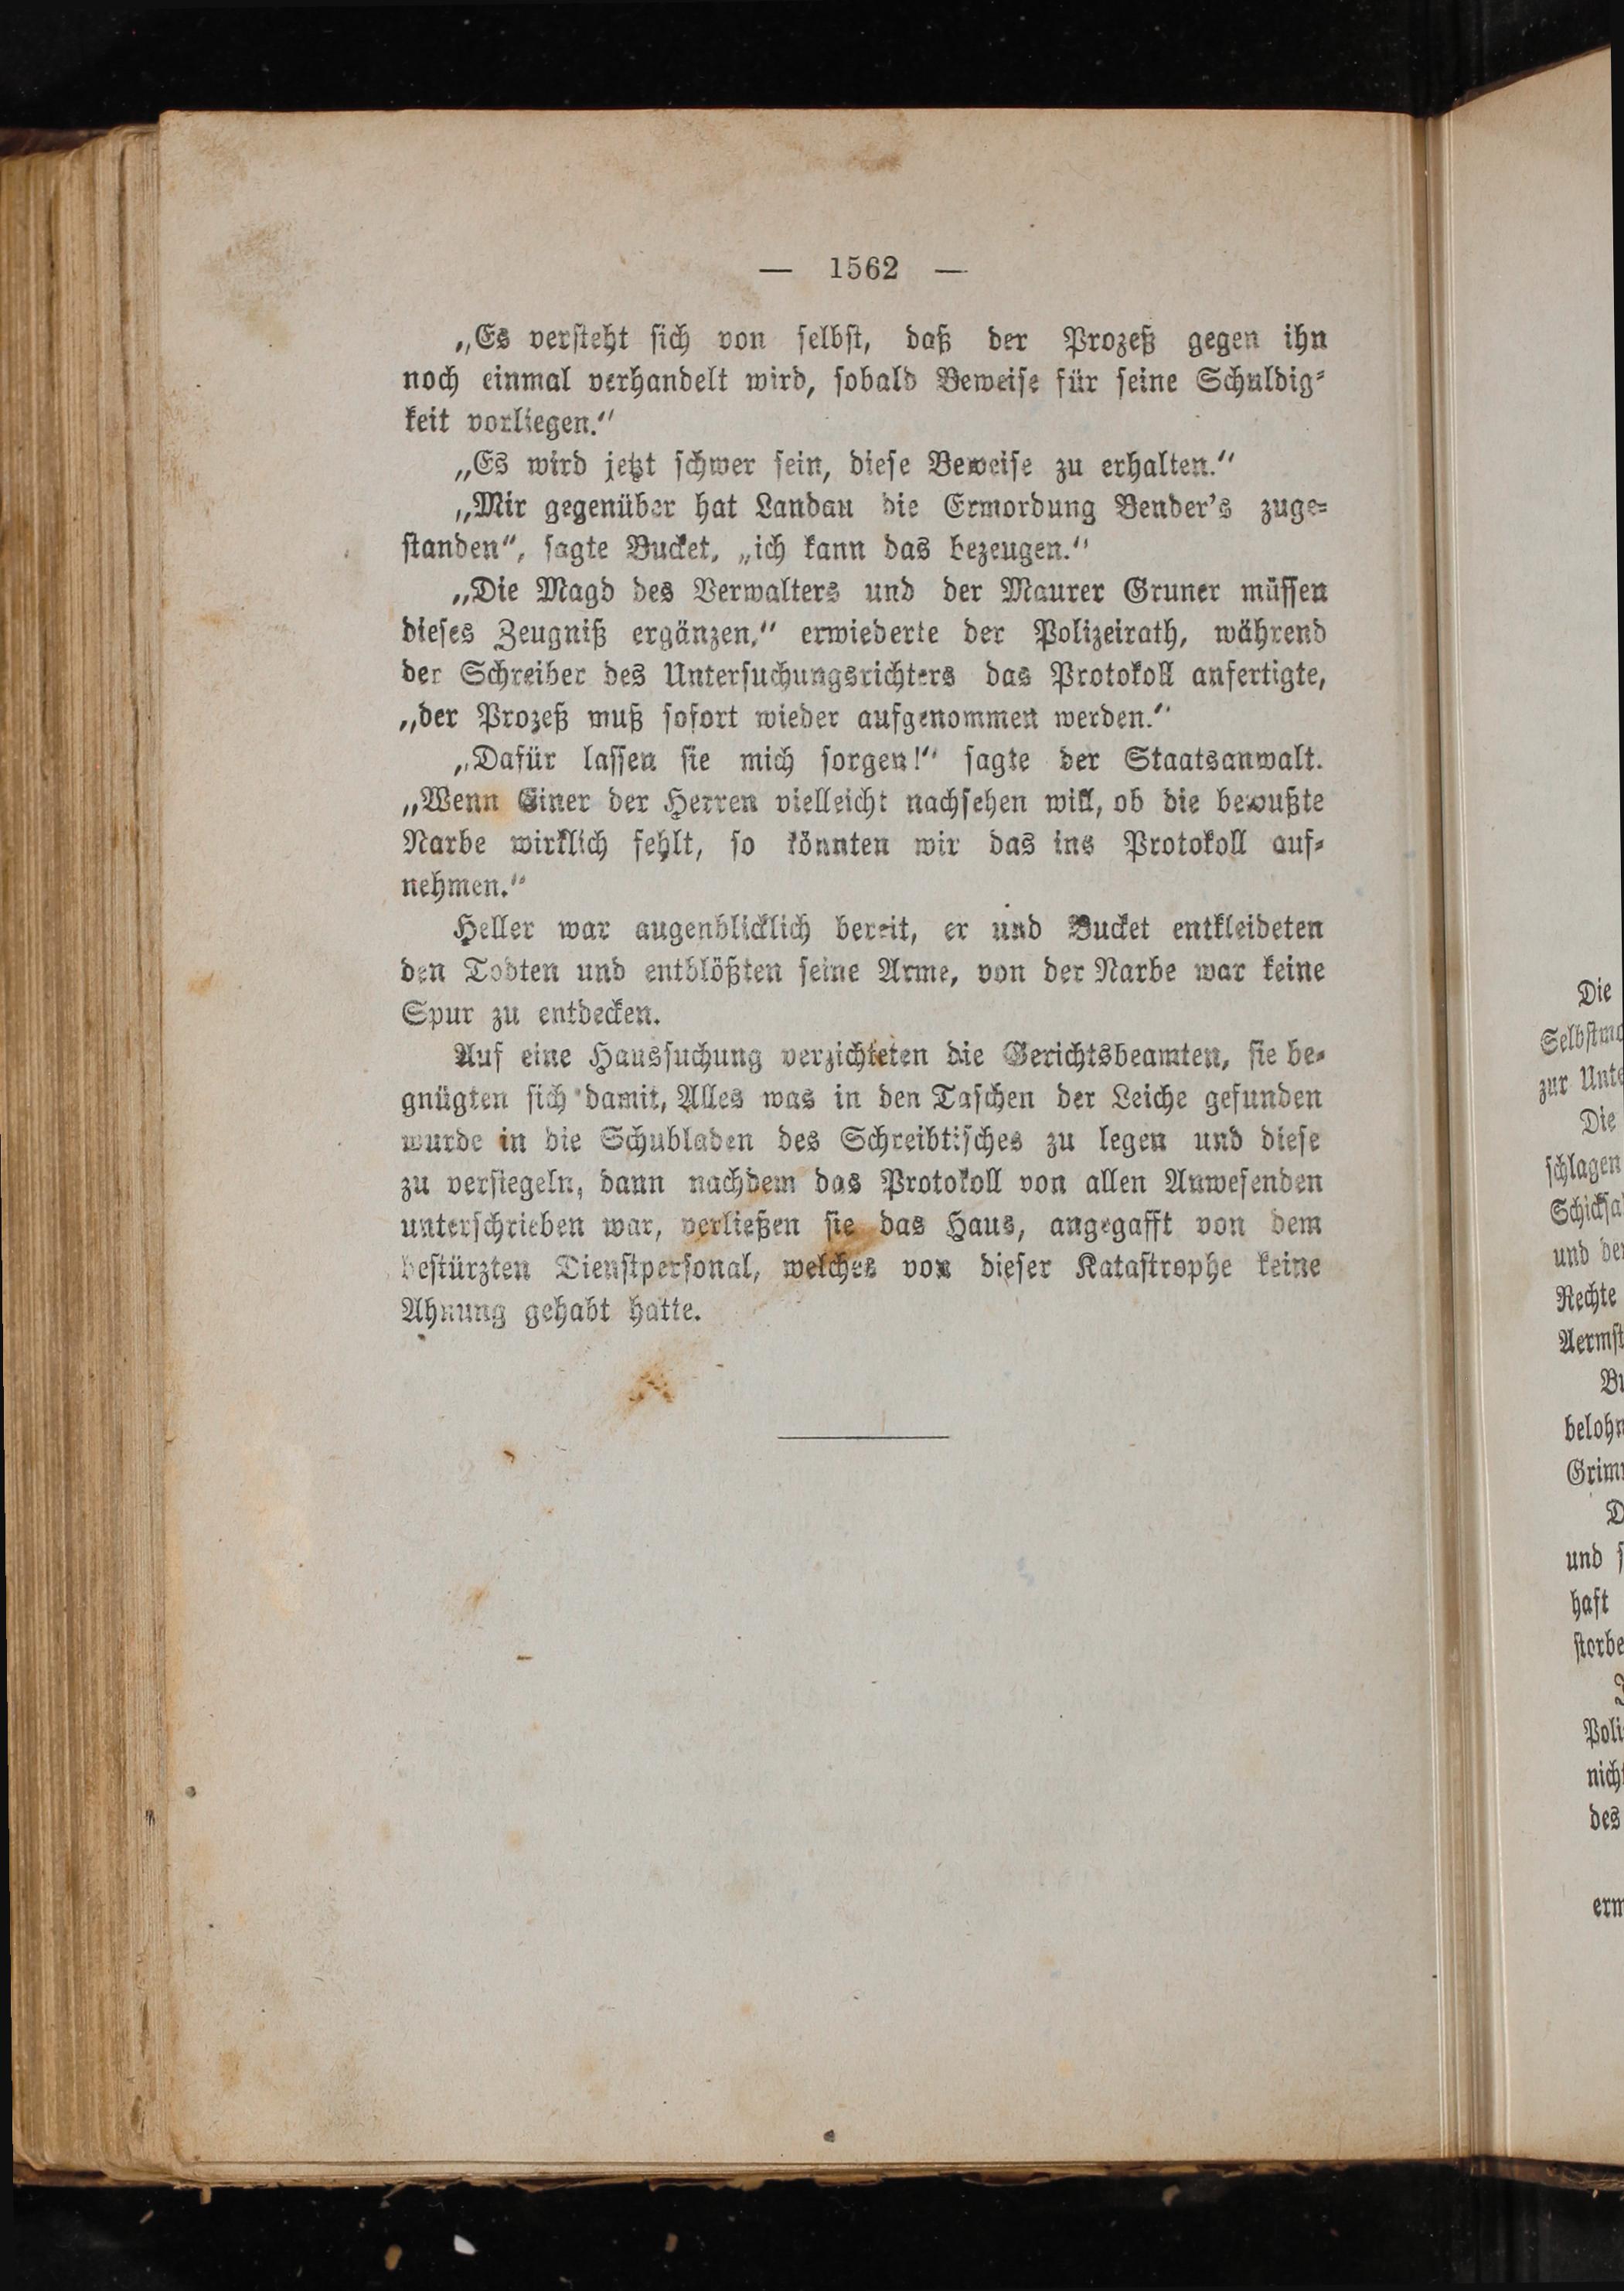 — 1562 —
„Es versteht sich von selbst, daß der Prozeß gegen ihn
noch einmal verhandelt wird, sobald Beweise für seine Schuldig-
keit vorliegen.“
„Es wird jetzt schwer sein, diese Beweise zu erhalten.“
„Mir gegenüber hat Landau die Ermordung Bender's zuge-
standen“, sagte Bucket, „ich kann das bezeugen.“
„Die Magd des Verwalters und der Maurer Gruner müssen
dieses Zeugniß ergänzen,“ erwiederte der Polizeirath, während
der Schreiber des Untersuchungsrichters das Protokoll anfertigte,
„der Prozeß muß sofort wieder aufgenommen werden.“
„Dafür lassen sie mich sorgen!“ sagte der Staatsanwalt.
„Wenn Einer der Herren vielleicht nachsehen will, ob die bewußte
Narbe wirklich fehlt, so könnten wir das ins Protokoll auf-
nehmen.“
Heller war augenblicklich bereit, er und Bucket entkleideten
den Todten und entblößten seine Arme, von der Narbe war keine
Spur zu entdecken.
Auf eine Haussuchung verzichteten die Gerichtsbeamten, sie be-
gnügten sich damit, Alles was in den Taschen der Leiche gefunden
wurde in die Schubladen des Schreibtisches zu legen und diese
zu versiegeln, dann nachdem das Protokoll von allen Anwesenden
unterschrieben war, verließen sie das Haus, angegafft von dem
bestürzten Dienstpersonal, welches von dieser Katastrophe keine
Ahnung gehabt hatte.
Die
zur
Die
schlagen
und
Rechte
und
haft
des